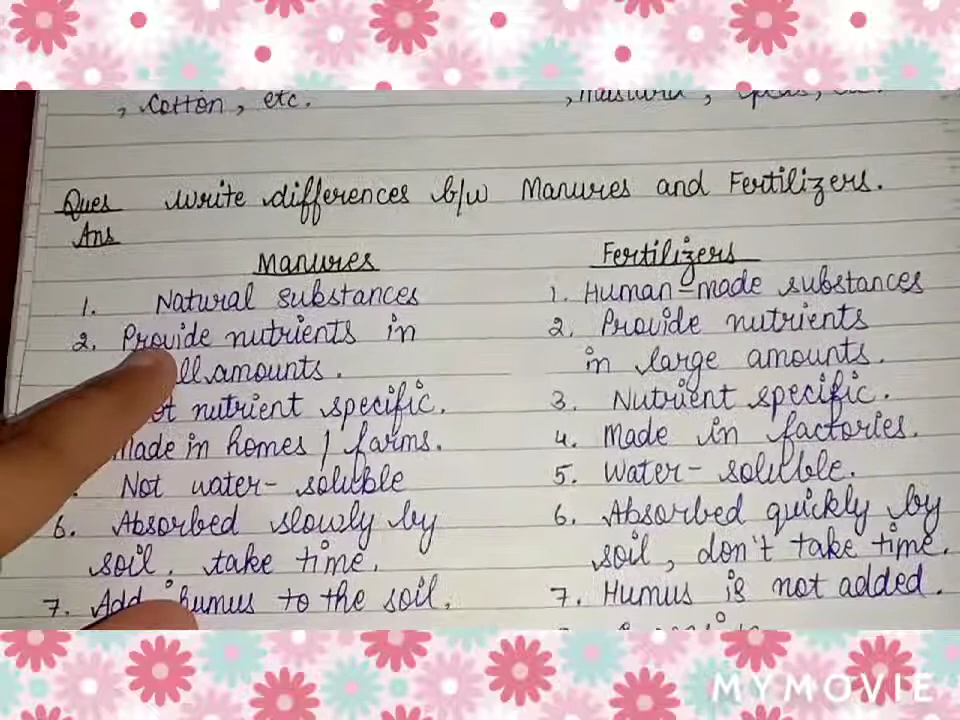 , Cotton, etc.
Ques Write differences b/w Manures and Fertilizers.
Ans
Manures
1. Natural substances
2. Provide nutrients in
amounts.
nutrient specific.
Made in homes / farms.
Not water-soluble
6. Absorbed slowly by
soil. take time.
7. Add humus to the soil.
Fertilizers
1. Human-made substances
2. Provide nutrients
in large amounts.
3. Nutrient specific.
4. Made in factories.
5. Water-soluble.
6. Absorbed quickly by
soil, don't take time.
7. Humus is not added.
MYMOVIE